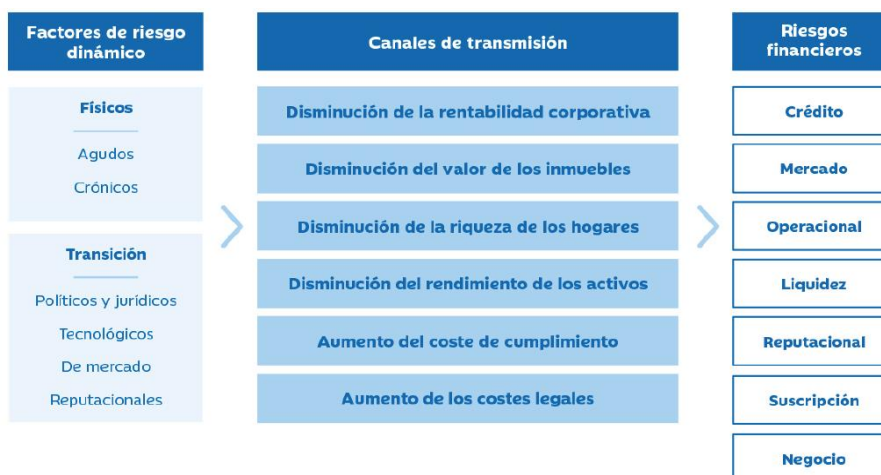 Factores de riesgo
dinámico
Físicos
Agudos
Crónicos
Transición
Políticos y jurídicos
Tecnológicos
De mercado
Reputacionales
Canales de transmisión
Disminución de la rentabilidad corporativa
Disminución del valor de los inmuebles
Disminución de la riqueza de los hogares
Disminución del rendimiento de los activos
Aumento del coste de cumplimiento
Aumento de los costes legales
Riesgos
financieros
Crédito
Mercado
Operacional
Liquidez
Reputacional
Suscripción
Negocio